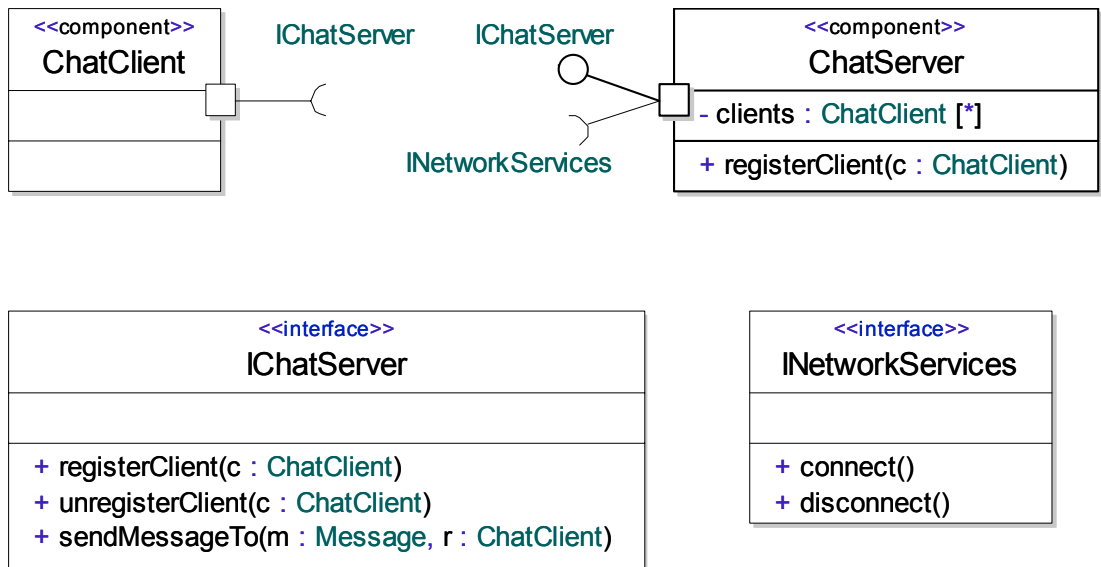 <<component>>
ChatClient
IChatServer
IChatServer
INetworkServices
<<component>>
ChatServer
- clients : ChatClient [*]
+ registerClient(c : ChatClient)
<<interface>>
IChatServer
+ registerClient(c : ChatClient)
+ unregisterClient(c : ChatClient)
+ sendMessageTo(m : Message, r : ChatClient)
<<interface>>
INetworkServices
+ connect()
+ disconnect()